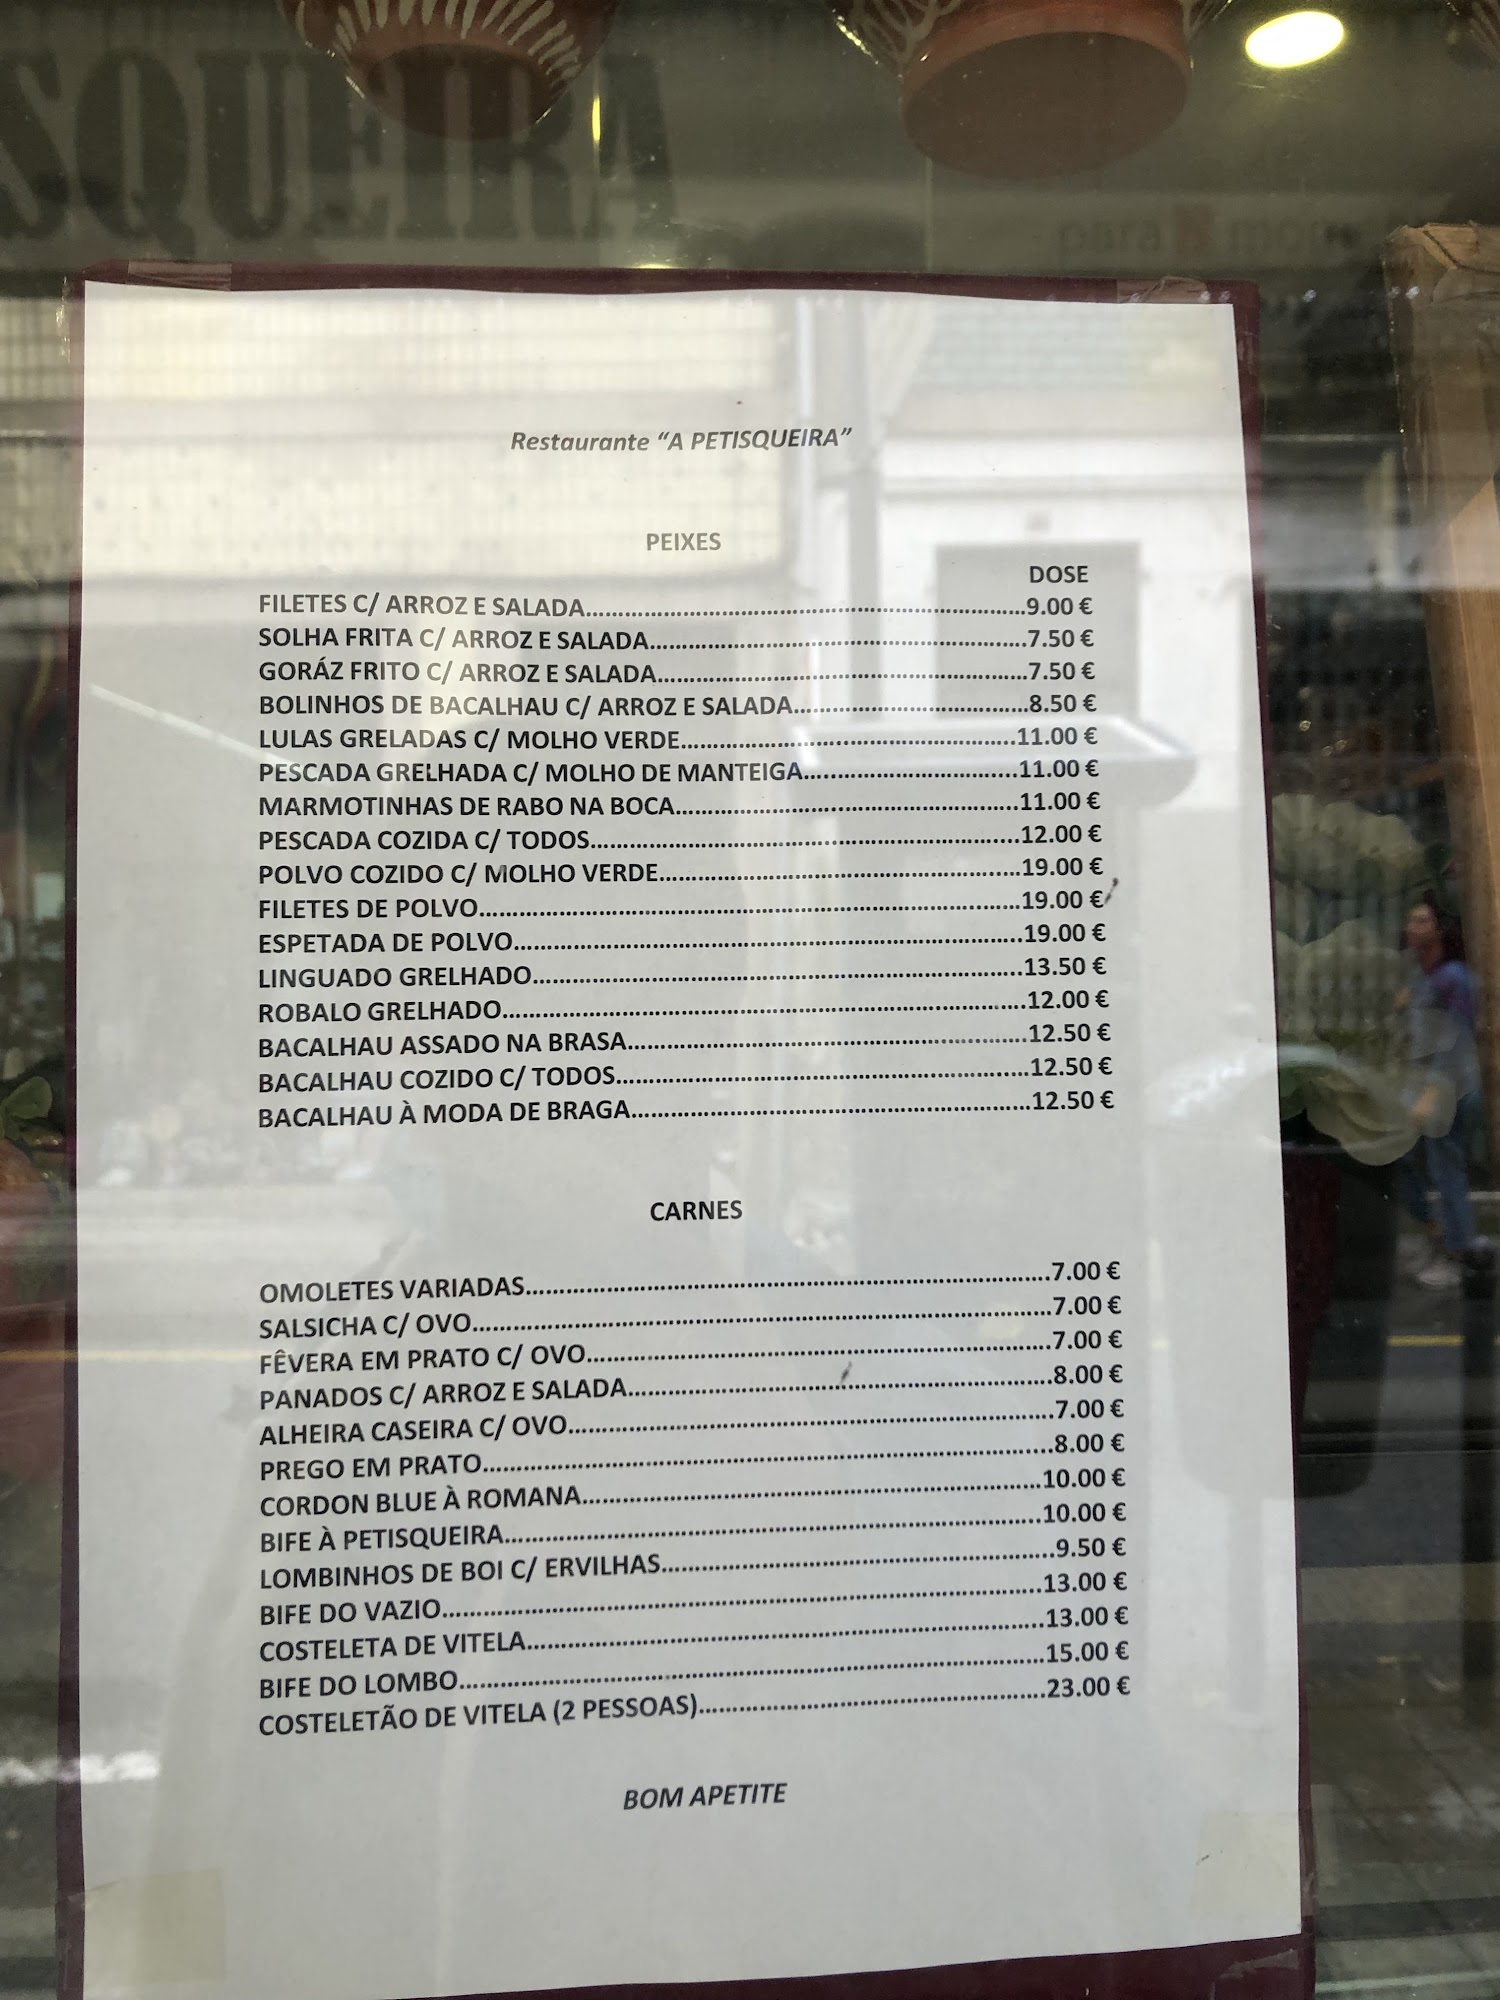 SQUEIRA
para
Restaurante “A PETISQUEIRA”
PEIXES
DOSE
FILETES C/ ARROZ E SALADA.....9.00 €
SOLHA FRITA C/ ARROZ E SALADA.....7.50 €
GORÁZ FRITO C/ ARROZ E SALADA.....7.50 €
BOLINHOS DE BACALHAU C/ ARROZ E SALADA.....8.50 €
LULAS GRELADAS C/ MOLHO VERDE.....11.00 €
PESCADA GRELHADA C/ MOLHO DE MANTEIGA.....11.00 €
MARMOTINHAS DE RABO NA BOCA.....11.00 €
PESCADA COZIDA C/ TODOS.....12.00 €
POLVO COZIDO C/ MOLHO VERDE.....19.00 €
FILETES DE POLVO.....19.00 €
ESPETADA DE POLVO.....19.00 €
LINGUADO GRELHADO.....13.50 €
ROBALO GRELHADO.....12.00 €
BACALHAU ASSADO NA BRASA.....12.50 €
BACALHAU COZIDO C/ TODOS.....12.50 €
BACALHAU À MODA DE BRAGA.....12.50 €
CARNES
OMOLETES VARIADAS.....7.00 €
SALSICHA C/ OVO.....7.00 €
FÊVERA EM PRATO C/ OVO.....7.00 €
PANADOS C/ ARROZ E SALADA.....8.00 €
ALHEIRA CASEIRA C/ OVO.....7.00 €
PREGO EM PRATO.....8.00 €
CORDON BLUE À ROMANA.....10.00 €
BIFE À PETISQUEIRA.....10.00 €
LOMBINHOS DE BOI C/ ERVILHAS.....9.50 €
BIFE DO VAZIO.....13.00 €
COSTELETA DE VITELA.....13.00 €
BIFE DO LOMBO.....15.00 €
COSTELETÃO DE VITELA (2 PESSOAS).....23.00 €
BOM APETITE